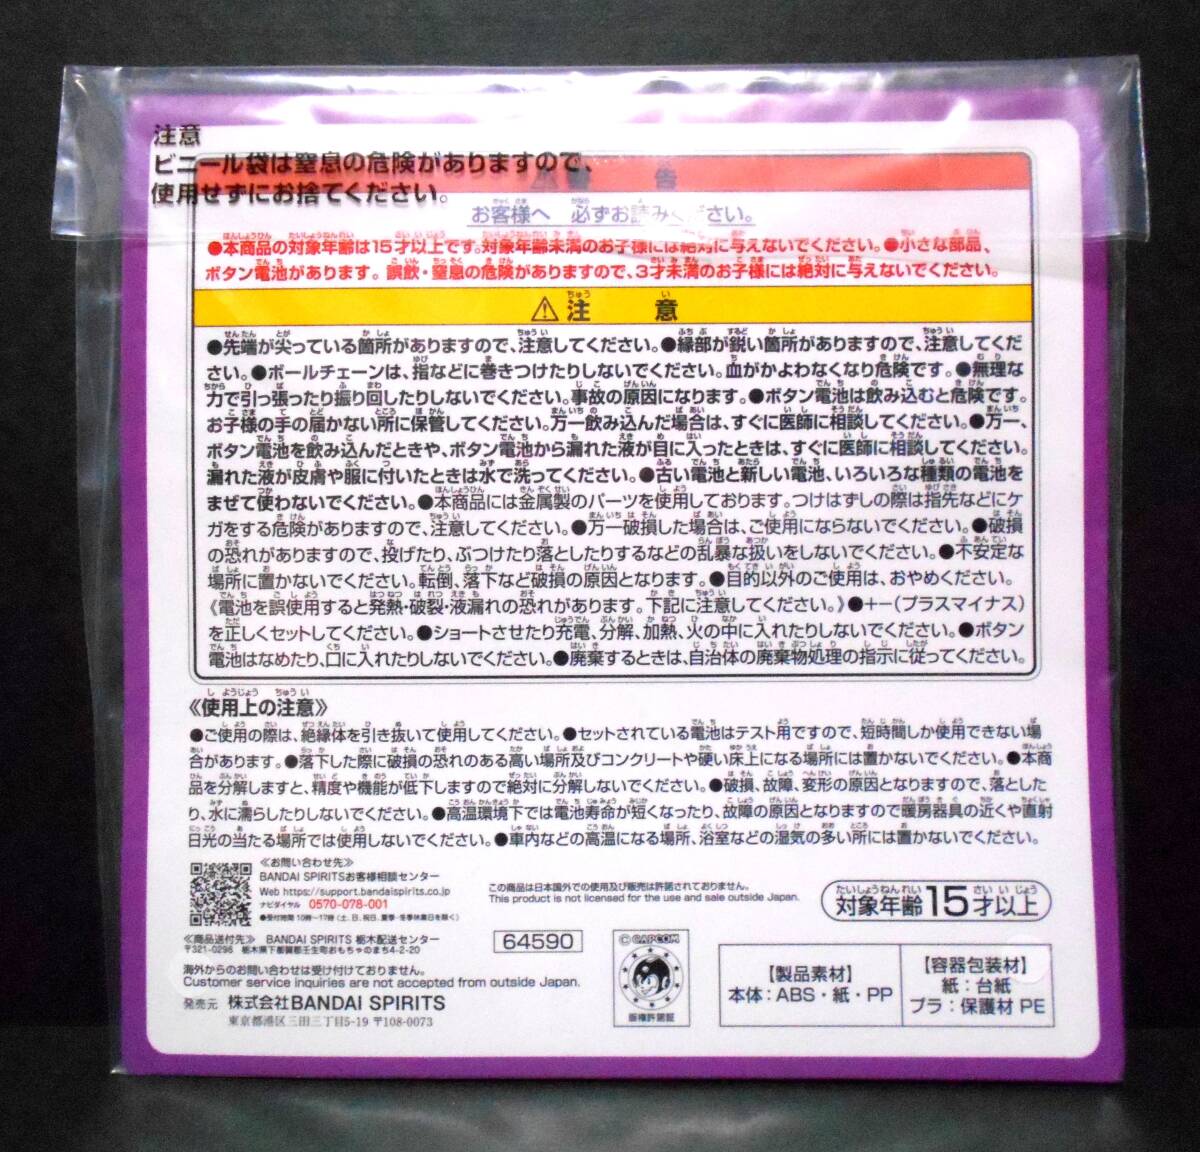 注意
ビニール袋は窒息の危険がありますので、
使用せずにお捨てください。
⚠警 告
お客様へ 必ずお読みください。
●本商品の対象年齢は15才以上です。対象年齢未満のお子様には絶対に与えないでください。●小さな部品、
ボタン電池があります。誤飲・窒息の危険がありますので、3才未満のお子様には絶対に与えないでください。
⚠注 意
●先端が尖っている箇所がありますので、注意してください。●縁部が鋭い箇所がありますので、注意してくだ
さい。●ボールチェーンは、指などに巻きつけたりしないでください。血がかよわなくなり危険です。●無理な
力で引っ張ったり振り回したりしないでください。事故の原因になります。●ボタン電池は飲み込むと危険です。
お子様の手の届かない所に保管してください。万一飲み込んだ場合は、すぐに医師に相談してください。●万一、
ボタン電池を飲み込んだときや、ボタン電池から漏れた液が目に入ったときは、すぐに医師に相談してください。
漏れた液が皮膚や服に付いたときは水で洗ってください。●古い電池と新しい電池、いろいろな種類の電池を
まぜて使わないでください。●本商品には金属製のパーツを使用しております。つけはずしの際は指先などにケ
ガをする危険がありますので、注意してください。●万一破損した場合は、ご使用にならないでください。●破損
の恐れがありますので、投げたり、ぶつけたり落としたりするなどの乱暴な扱いをしないでください。●不安定な
場所に置かないでください。転倒、落下など破損の原因となります。●目的以外のご使用は、おやめください。
《電池を誤使用すると発熱・破裂・液漏れの恐れがあります。下記に注意してください。》●+−(プラスマイナス)
を正しくセットしてください。●ショートさせたり充電、分解、加熱、火の中に入れたりしないでください。●ボタン
電池はなめたり、口に入れたりしないでください。●廃棄するときは、自治体の廃棄物処理の指示に従ってください。
《使用上の注意》
●ご使用の際は、絶縁体を引き抜いて使用してください。●セットされている電池はテスト用ですので、短時間しか使用できない場
合があります。●落下した際に破損の恐れのある高い場所及びコンクリートや硬い床上になる場所には置かないでください。●本商
品を分解しますと、精度や機能が低下しますので絶対に分解しないでください。●破損、故障、変形の原因となりますので、落とした
り、水に濡らしたりしないでください。●高温環境下では電池寿命が短くなったり、故障の原因となりますので暖房器具の近くや直射
日光の当たる場所では使用しないでください。●車内などの高温になる場所、浴室などの湿気の多い所には置かないでください。
≪お問い合わせ先≫
BANDAI SPIRITSお客様相談センター
Web https://support.bandaispirits.co.jp
ナビダイヤル 0570-078-001
●受付時間 10時〜17時(土、日、祝日、夏季・冬季休業日を除く)
この商品は日本国外での使用及び販売は許諾されておりません。
This product is not licensed for the use and sale outside Japan.
対象年齢15才以上
≪商品送付先≫ BANDAI SPIRITS 栃木配送センター
〒321-0298 栃木県下都賀郡壬生町おもちゃのまち4-2-20
64590
海外からのお問い合わせは受け付けておりません。
Customer service inquiries are not accepted from outside Japan.
発売元 株式会社BANDAI SPIRITS
東京都港区三田三丁目5-19 〒108-0073
©CAPCOM
版権許諾証
【製品素材】
本体：ABS・紙・PP
【容器包装材】
紙：台紙
プラ：保護材 PE